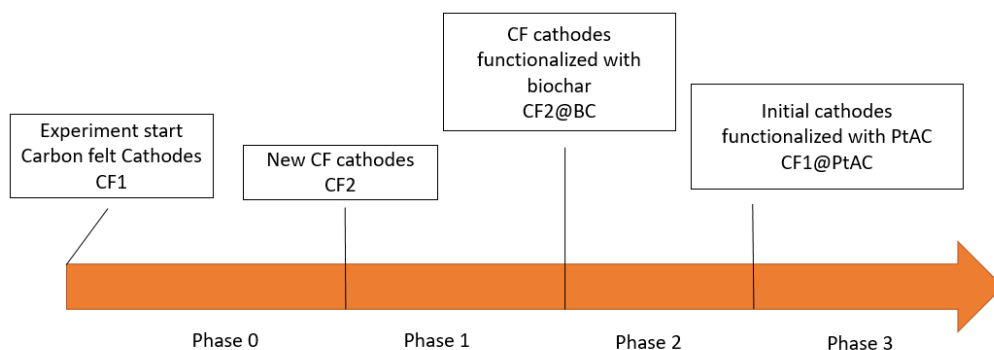 Experiment start
Carbon felt Cathodes
CF1
New CF cathodes
CF2
CF cathodes
functionalized with
biochar
CF2@BC
Initial cathodes
functionalized with PtAC
CF1@PtAC
Phase 0
Phase 1
Phase 2
Phase 3